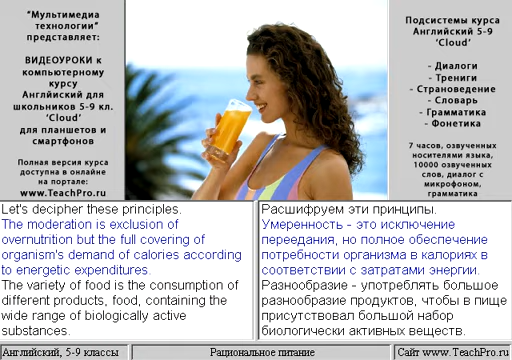 “Мультимедиа
технологии”
представляет:
ВИДЕОУРОКИ к
компьютерному
курсу
Англйиский для
школьников 5-9 кл.
‘Cloud’
для планшетов и
смартфонов
Полная версия курса
доступна в онлайне
на портале:
www.TeachPro.ru
Подсистемы курса
Английский 5-9
‘Cloud’
- Диалоги
- Тренинги
- Страноведение
- Словарь
- Грамматика
- Фонетика
7 часов, озвученных
носителями языка,
10000 озвученных
слов, диалог с
микрофоном,
грамматика
Let's decipher these principles.
The moderation is exclusion of
overnutrition but the full covering of
organism's demand of calories according
to energetic expenditures.
The variety of food is the consumption of
different products, food, containing the
wide range of biologically active
substances.
Расшифруем эти принципы.
Умеренность - это исключение
переедания, но полное обеспечение
потребности организма в калориях в
соответствии с затратами энергии.
Разнообразие - употреблять большое
разнообразие продуктов, чтобы в пище
присутствовал большой набор
биологически активных веществ.
Английский, 5-9 классы
Рациональное питание
Сайт www.TeachPro.ru